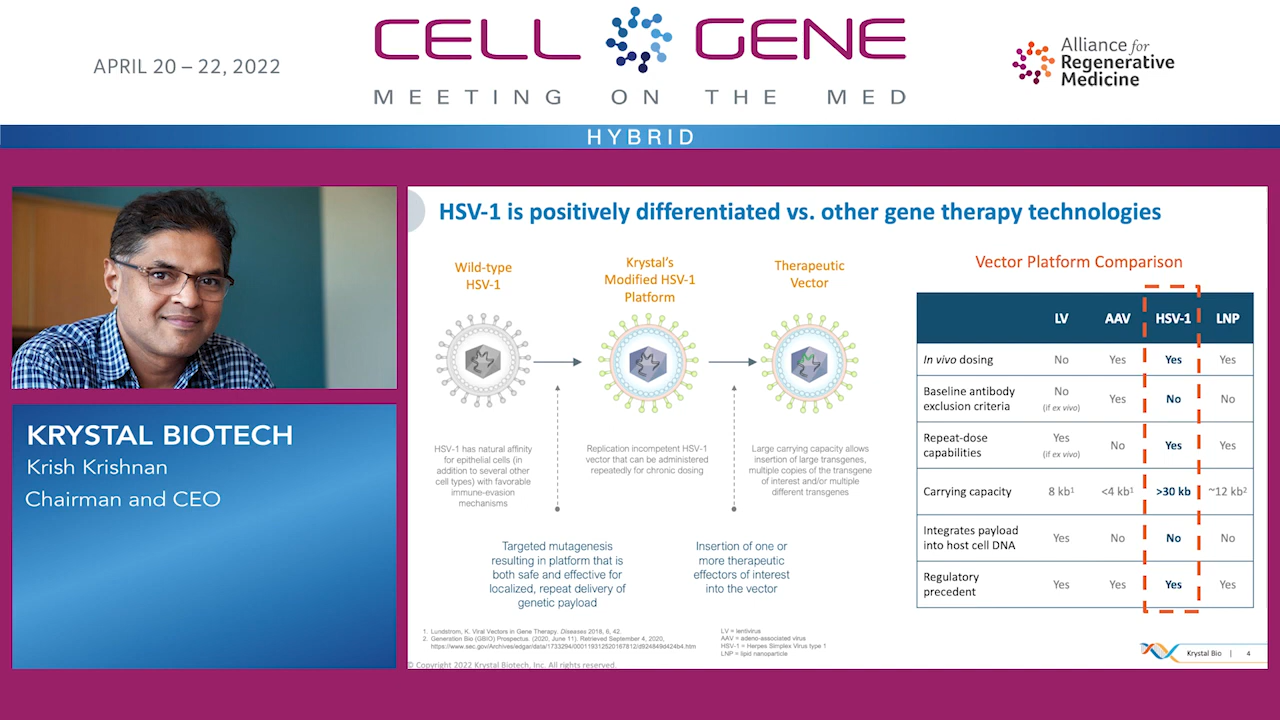 APRIL 20 – 22, 2022
CELL GENE
MEETING ON THE MED
Alliance for
Regenerative
Medicine
HYBRID
KRYSTAL BIOTECH
Krish Krishnan
Chairman and CEO
HSV-1 is positively differentiated vs. other gene therapy technologies
Wild-type
HSV-1
Krystal's
Modified HSV-1
Platform
Therapeutic
Vector
HSV-1 has natural affinity
for epithelial cells (in
addition to several other
cell types) with favorable
immune-evasion
mechanisms
Replication incompetent HSV-1
vector that can be administered
repeatedly for chronic dosing
Large carrying capacity allows
insertion of large transgenes,
multiple copies of the transgene
of interest and/or multiple
different transgenes
Targeted mutagenesis
resulting in platform that is
both safe and effective for
localized, repeat delivery of
genetic payload
Insertion of one or
more therapeutic
effectors of interest
into the vector
Vector Platform Comparison
LV AAV HSV-1 LNP
In vivo dosing No Yes Yes Yes
Baseline antibody
exclusion criteria No (if ex vivo) Yes No No
Repeat-dose
capabilities Yes (if ex vivo) No Yes Yes
Carrying capacity 8 kb¹ <4 kb¹ >30 kb ~12 kb²
Integrates payload
into host cell DNA Yes No No No
Regulatory
precedent Yes Yes Yes Yes
1. Lundstrom, K. Viral Vectors in Gene Therapy. Diseases 2018, 6, 42.
2. Generation Bio (GBIO) Prospectus. (2020, June 11). Retrieved September 4, 2020,
https://www.sec.gov/Archives/edgar/data/1733294/000119312520167812/d924849d424b4.htm
LV = lentivirus
AAV = adeno-associated virus
HSV-1 = Herpes Simplex Virus type 1
LNP = lipid nanoparticle
© Copyright 2022 Krystal Biotech, Inc. All rights reserved.
Krystal Bio | 4